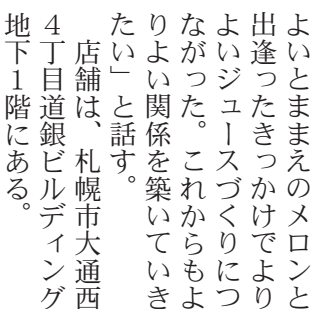 よいとままえのメロンと
出逢ったきっかけでより
よいジュースづくりにつ
ながった。これからもよ
りよい関係を築いていき
たい」と話す。
　店舗は、札幌市大通西
４丁目道銀ビルディング
地下１階にある。